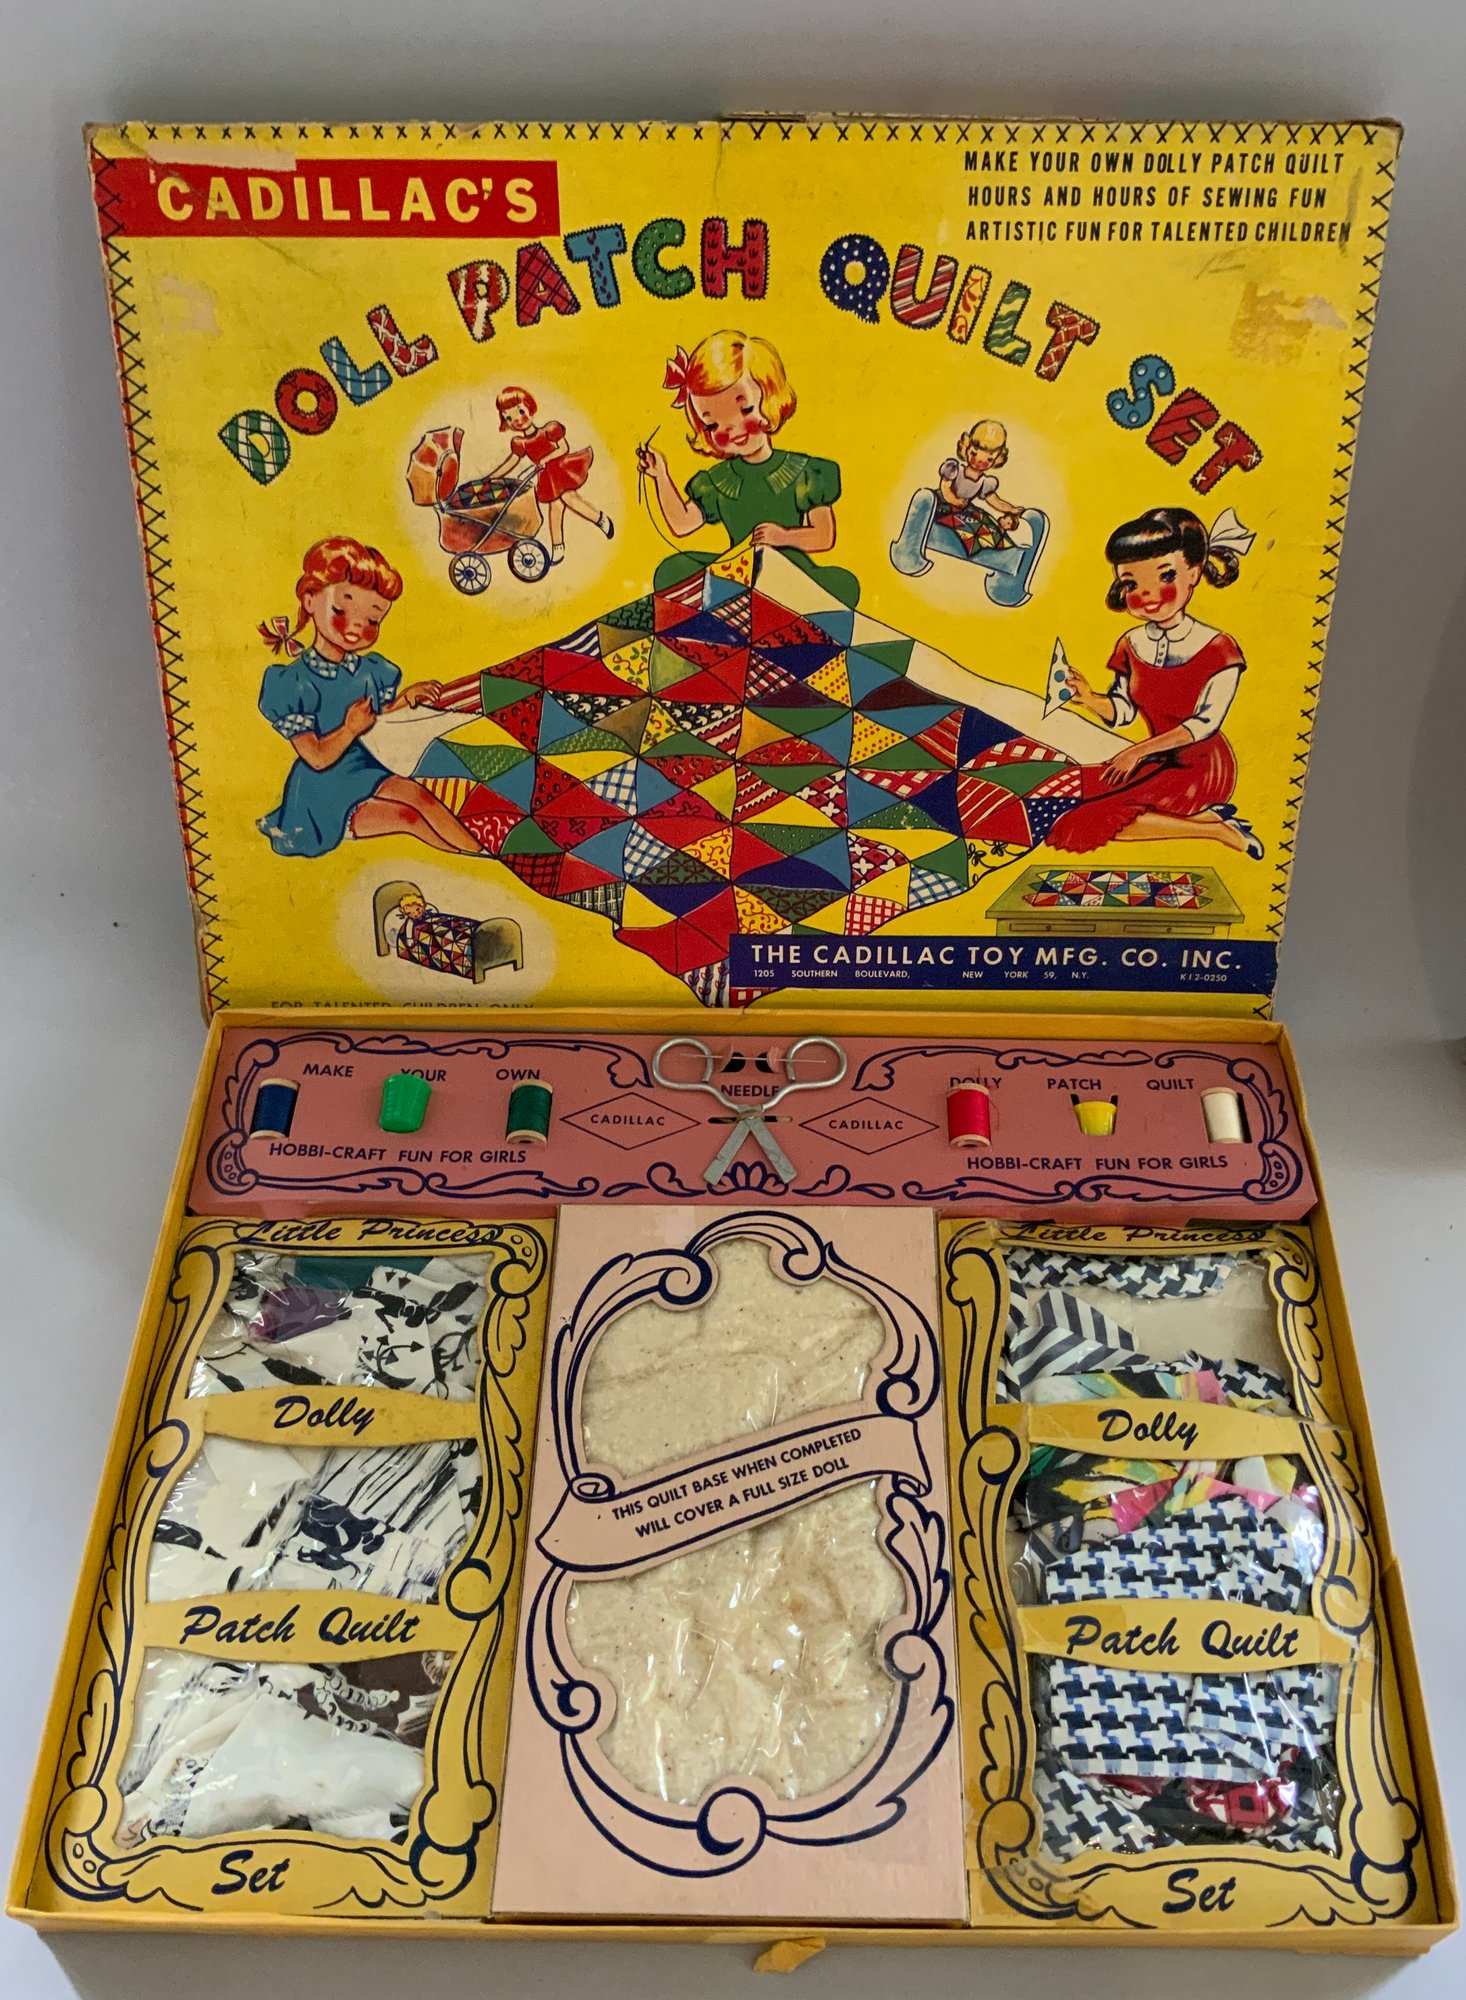 'CADILLAC'S
MAKE YOUR OWN DOLLY PATCH QUILT
HOURS AND HOURS OF SEWING FUN
ARTISTIC FUN FOR TALENTED CHILDREN
DOLL PATCH QUILT SET
THE CADILLAC TOY MFG. CO. INC.
1205 SOUTHERN BOULEVARD, NEW YORK 59, N.Y. K12-0250
FOR TALENTED CHILDREN ONLY
MAKE YOUR OWN
NEEDLE
DOLLY PATCH QUILT
CADILLAC
CADILLAC
HOBBI-CRAFT FUN FOR GIRLS
HOBBI-CRAFT FUN FOR GIRLS
Little Princess
Dolly
Patch Quilt
Set
THIS QUILT BASE WHEN COMPLETED
WILL COVER A FULL SIZE DOLL
Little Princess
Dolly
Patch Quilt
Set